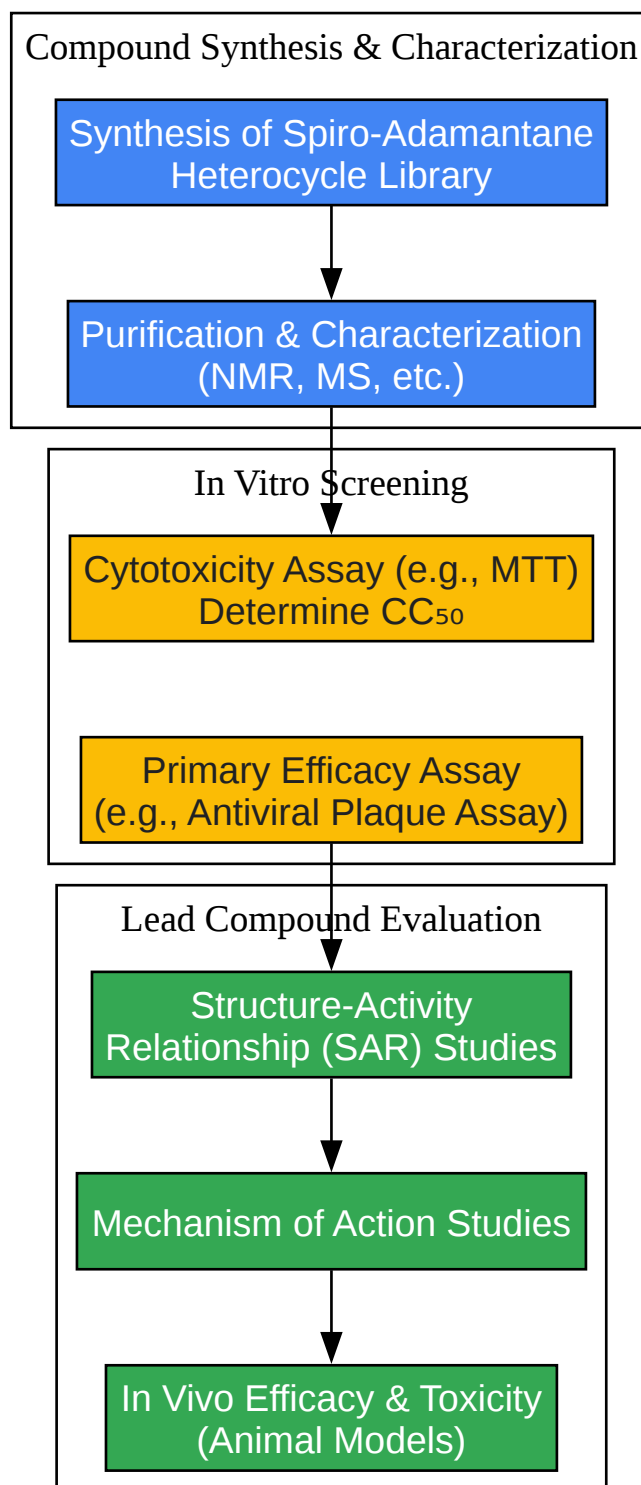 Compound Synthesis & Characterization
Synthesis of Spiro-Adamantane
Heterocycle Library
Purification & Characterization
(NMR, MS, etc.)
In Vitro Screening
Cytotoxicity Assay (e.g., MTT)
Determine CC₅₀
Primary Efficacy Assay
(e.g., Antiviral Plaque Assay)
Lead Compound Evaluation
Structure-Activity
Relationship (SAR) Studies
Mechanism of Action Studies
In Vivo Efficacy & Toxicity
(Animal Models)